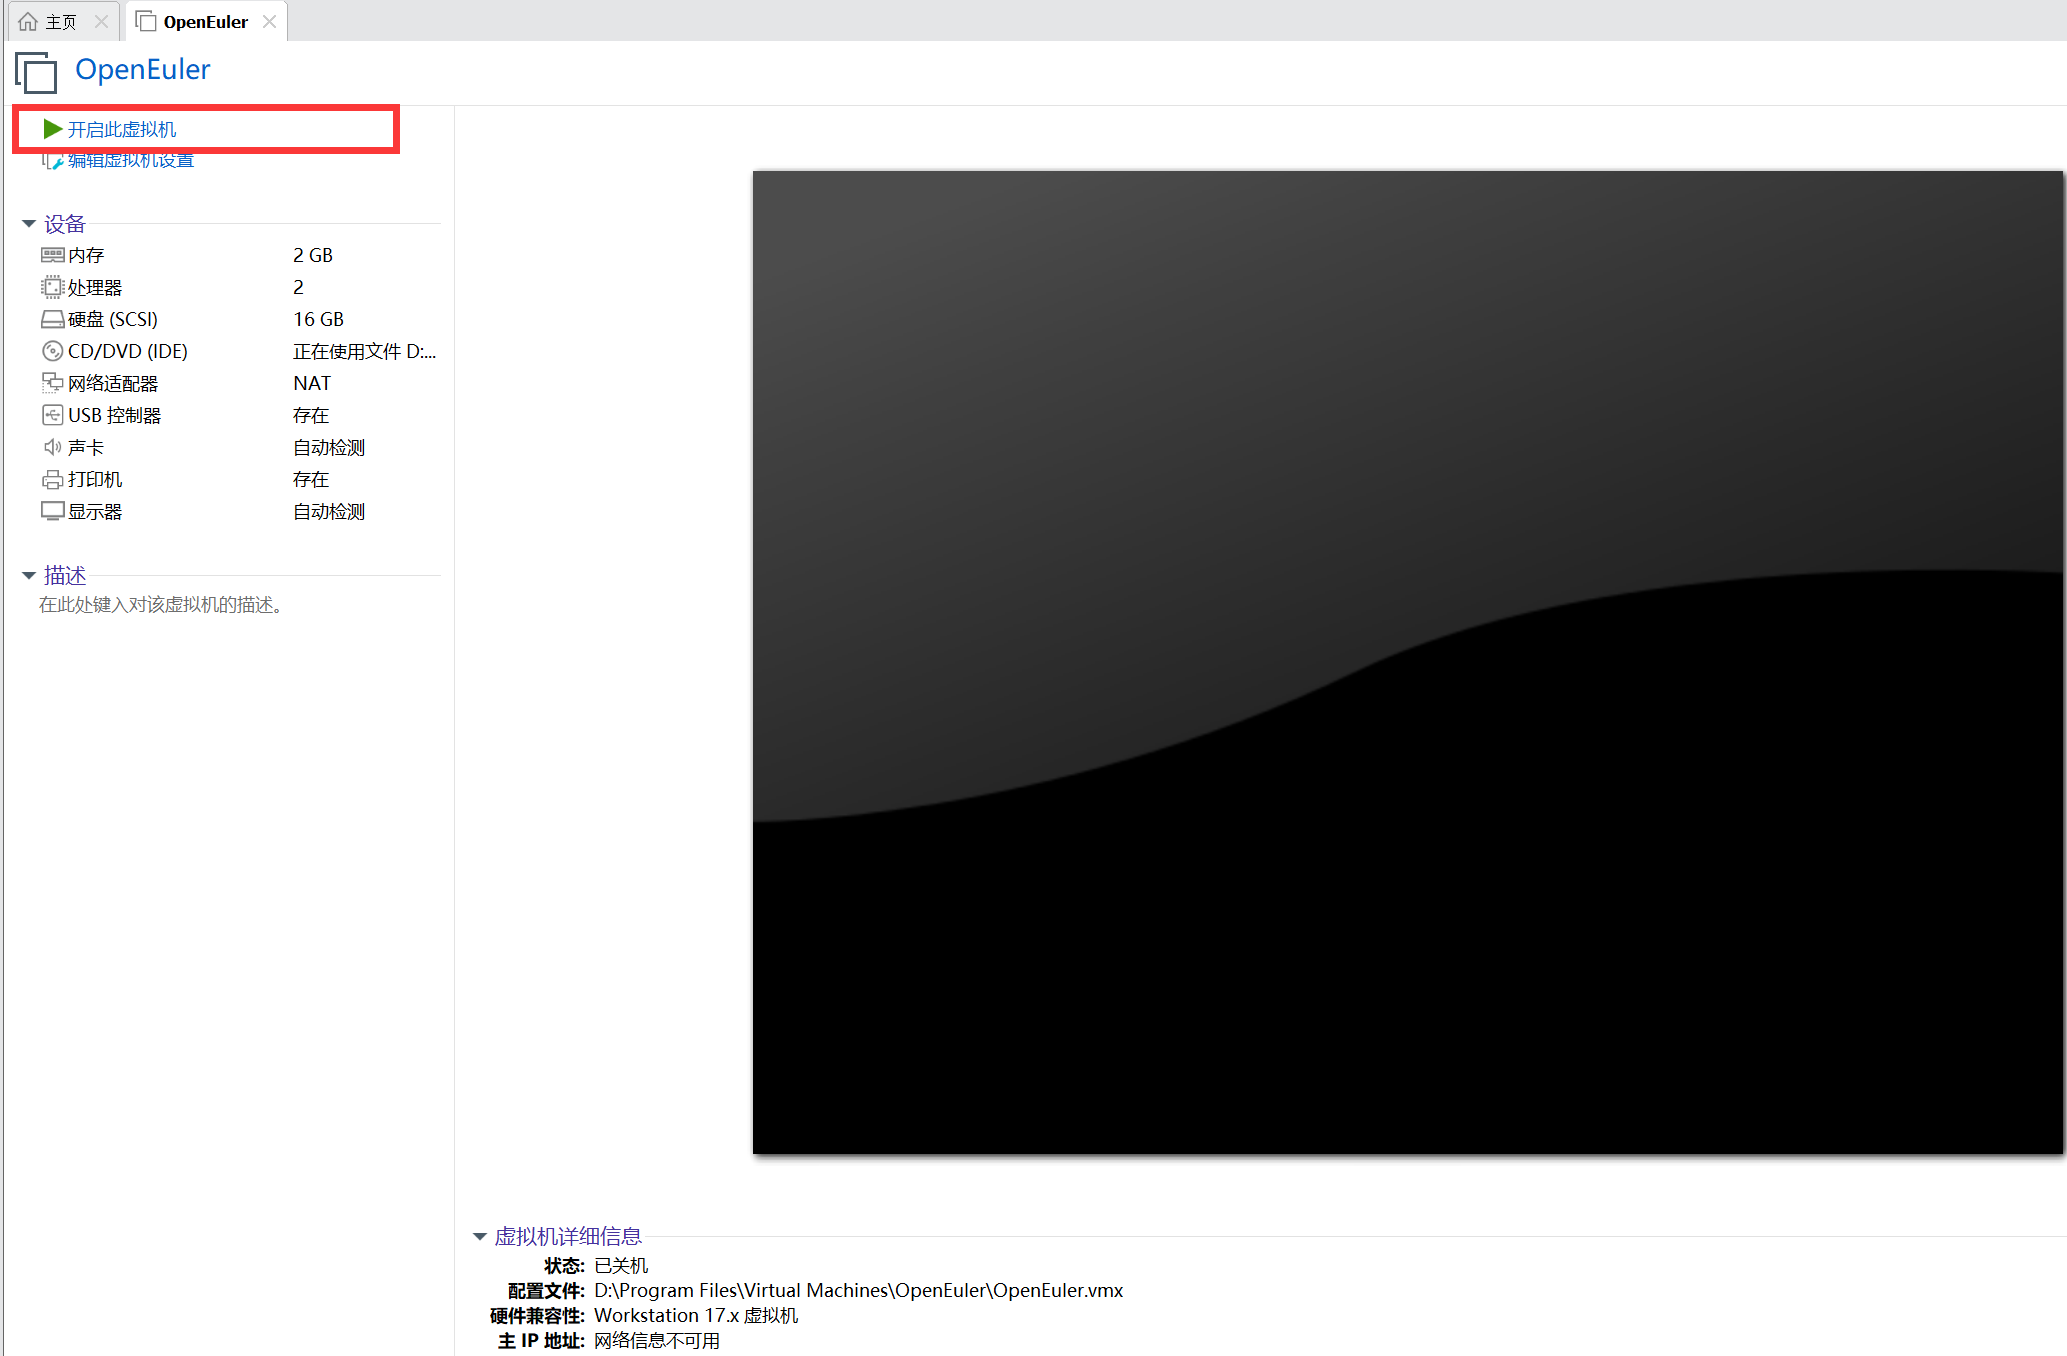 主页
OpenEuler
OpenEuler
开启此虚拟机
编辑虚拟机设置
设备
内存 2 GB
处理器 2
硬盘 (SCSI) 16 GB
CD/DVD (IDE) 正在使用文件 D:...
网络适配器 NAT
USB 控制器 存在
声卡 自动检测
打印机 存在
显示器 自动检测
描述
在此处键入对该虚拟机的描述。
虚拟机详细信息
状态: 已关机
配置文件: D:\Program Files\Virtual Machines\OpenEuler\OpenEuler.vmx
硬件兼容性: Workstation 17.x 虚拟机
主 IP 地址: 网络信息不可用